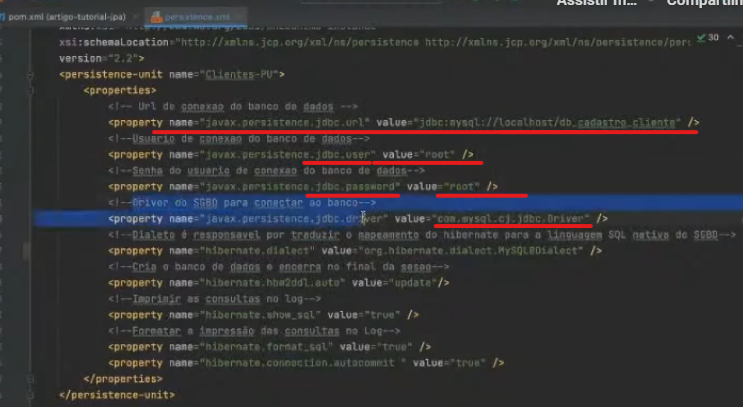 Assistir m...
Compartilh
pom.xml (artigo-tutorial-jpa)
persistence.xml
xsi:schemaLocation="http://xmlns.jcp.org/xml/ns/persistence http://xmlns.jcp.org/xml/ns/persistence/per
30
version="2.2">
<persistence-unit name="Clientes-PU">
<properties>
<!-- Url de conexao do banco de dados -->
<property name="javax.persistence.jdbc.url" value="jdbc:mysql://localhost/db_cadastro_cliente" />
<!--Usuario de conexao do banco de dados-->
<property name="javax.persistence.jdbc.user" value="root" />
<!--Senha do usuario de conexao do banco de dados-->
<property name="javax.persistence.jdbc.password" value="root" />
<!--Driver do SGBD para conectar ao banco-->
<property name="javax.persistence.jdbc.driver" value="com.mysql.cj.jdbc.Driver" />
<!--Dialeto é responsavel por traduzir o mapeamento do hibernate para a linguagem SQL nativa do SGBD-->
<property name="hibernate.dialect" value="org.hibernate.dialect.MySQL8Dialect" />
<!--Cria o banco de dados e encerra no final da sesao-->
<property name="hibernate.hbm2ddl.auto" value="update"/>
<!--Imprimir as consultas no log-->
<property name="hibernate.show_sql" value="true" />
<!--Formatar a impressão das consultas no Log-->
<property name="hibernate.format_sql" value="true" />
<property name="hibernate.connection.autocommit " value="true" />
</properties>
</persistence-unit>